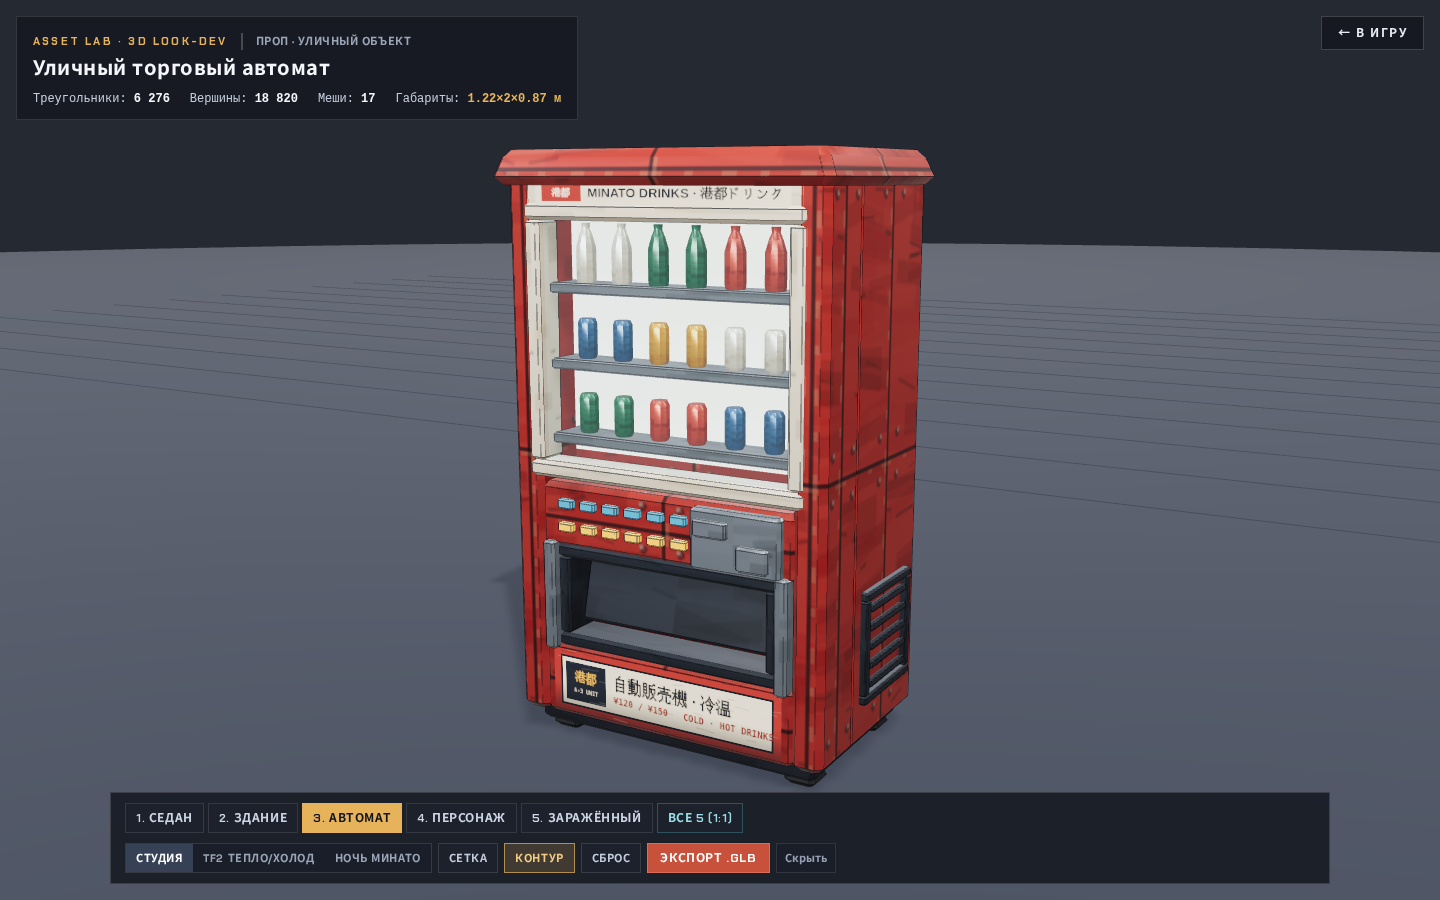 ASSET LAB · 3D LOOK-DEV | ПРОП · УЛИЧНЫЙ ОБЪЕКТ
Уличный торговый автомат
Треугольники: 6 276 Вершины: 18 820 Меши: 17 Габариты: 1.22×2×0.87 м
← В ИГРУ
港都 MINATO DRINKS · 港都ドリンク
港都
自動販売機 · 冷温
¥120 / ¥150 COLD · HOT DRINKS
1. СЕДАН 2. ЗДАНИЕ 3. АВТОМАТ 4. ПЕРСОНАЖ 5. ЗАРАЖЁННЫЙ ВСЕ 5 (1:1)
СТУДИЯ TF2 ТЕПЛО/ХОЛОД НОЧЬ МИНАТО СЕТКА КОНТУР СБРОС ЭКСПОРТ .GLB Скрыть